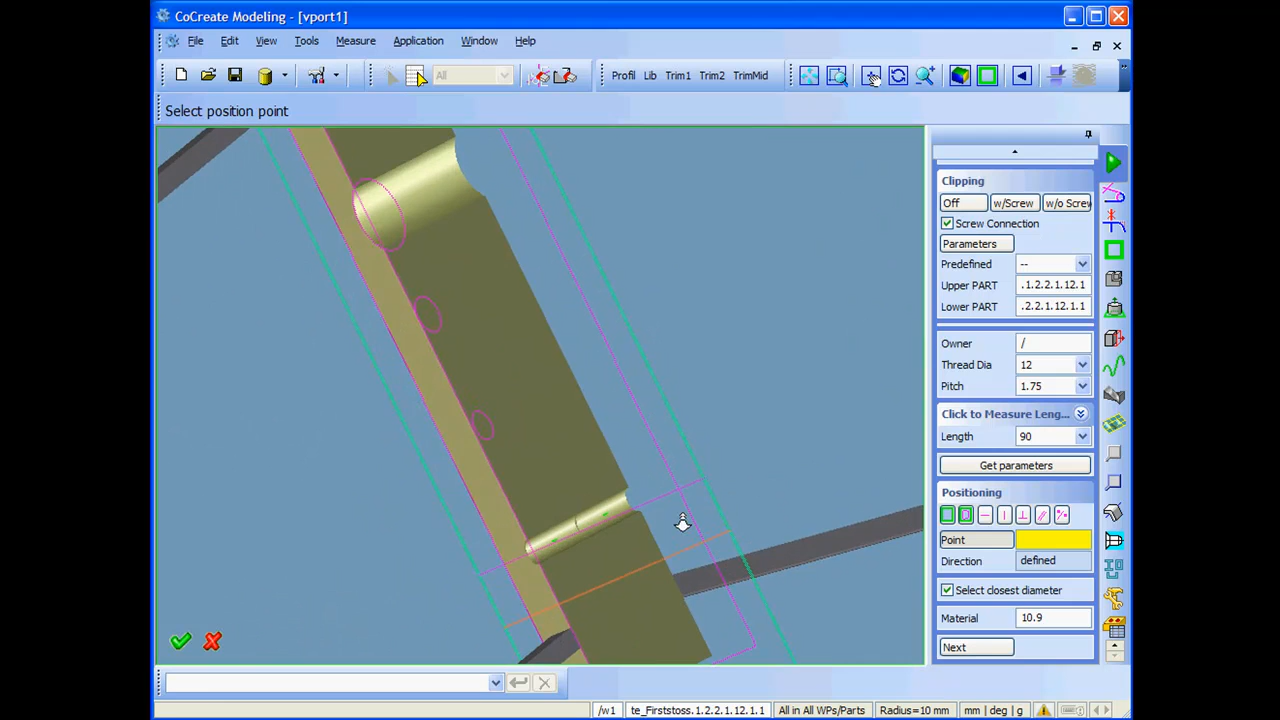 CoCreate Modeling - [vport1]
File Edit View Tools Measure Application Window Help
All Profil Lib Trim1 Trim2 TrimMid
Select position point
Clipping
Off w/Screw w/o Screw
Screw Connection
Parameters
Predefined --
Upper PART .1.2.2.1.12.1
Lower PART .2.2.1.12.1.1
Owner /
Thread Dia 12
Pitch 1.75
Click to Measure Leng...
Length 90
Get parameters
Positioning
Point
Direction defined
Select closest diameter
Material 10.9
Next
/w1 te_Firststoss.1.2.2.1.12.1.1 All in All WPs/Parts Radius=10 mm mm | deg | g